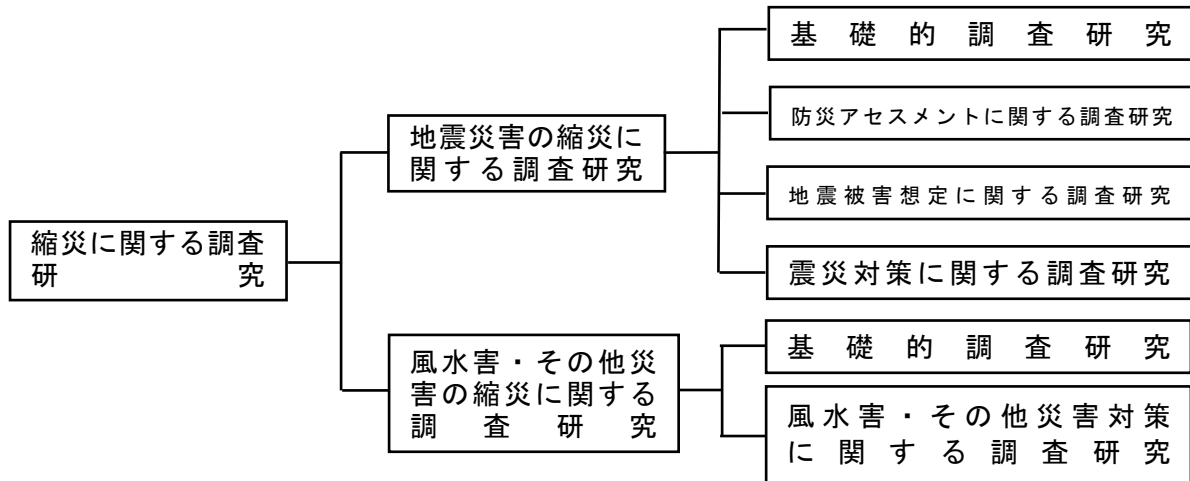 縮災に関する調査
研究
地震災害の縮災に
関する調査研究
基礎的調査研究
防災アセスメントに関する調査研究
地震被害想定に関する調査研究
震災対策に関する調査研究
風水害・その他災
害の縮災に関する
調査研究
基礎的調査研究
風水害・その他災害対策
に関する調査研究